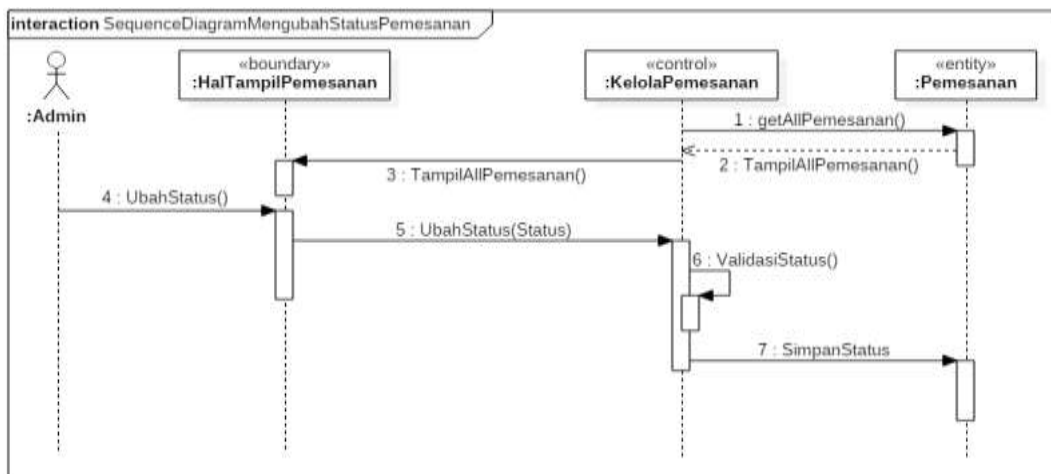 interaction SequenceDiagramMengubahStatusPemesanan
:Admin
«boundary»
:HalTampilPemesanan
«control»
:KelolaPemesanan
«entity»
:Pemesanan
1 : getAllPemesanan()
2 : TampilAllPemesanan()
3 : TampilAllPemesanan()
4 : UbahStatus()
5 : UbahStatus(Status)
6 : ValidasiStatus()
7 : SimpanStatus